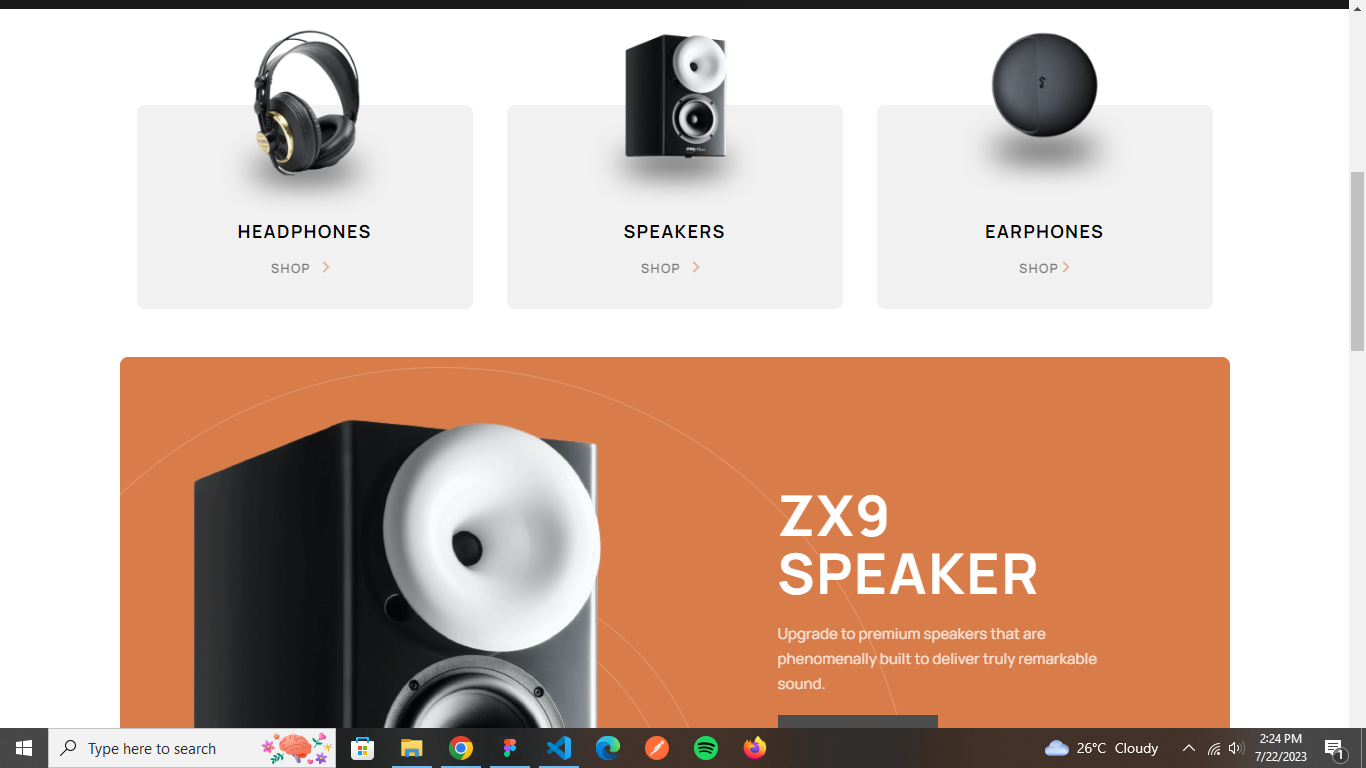 HEADPHONES
SHOP
SPEAKERS
SHOP
EARPHONES
SHOP
ZX9
SPEAKER
Upgrade to premium speakers that are
phenomenally built to deliver truly remarkable
sound.
Type here to search
26°C Cloudy
2:24 PM
7/22/2023
1